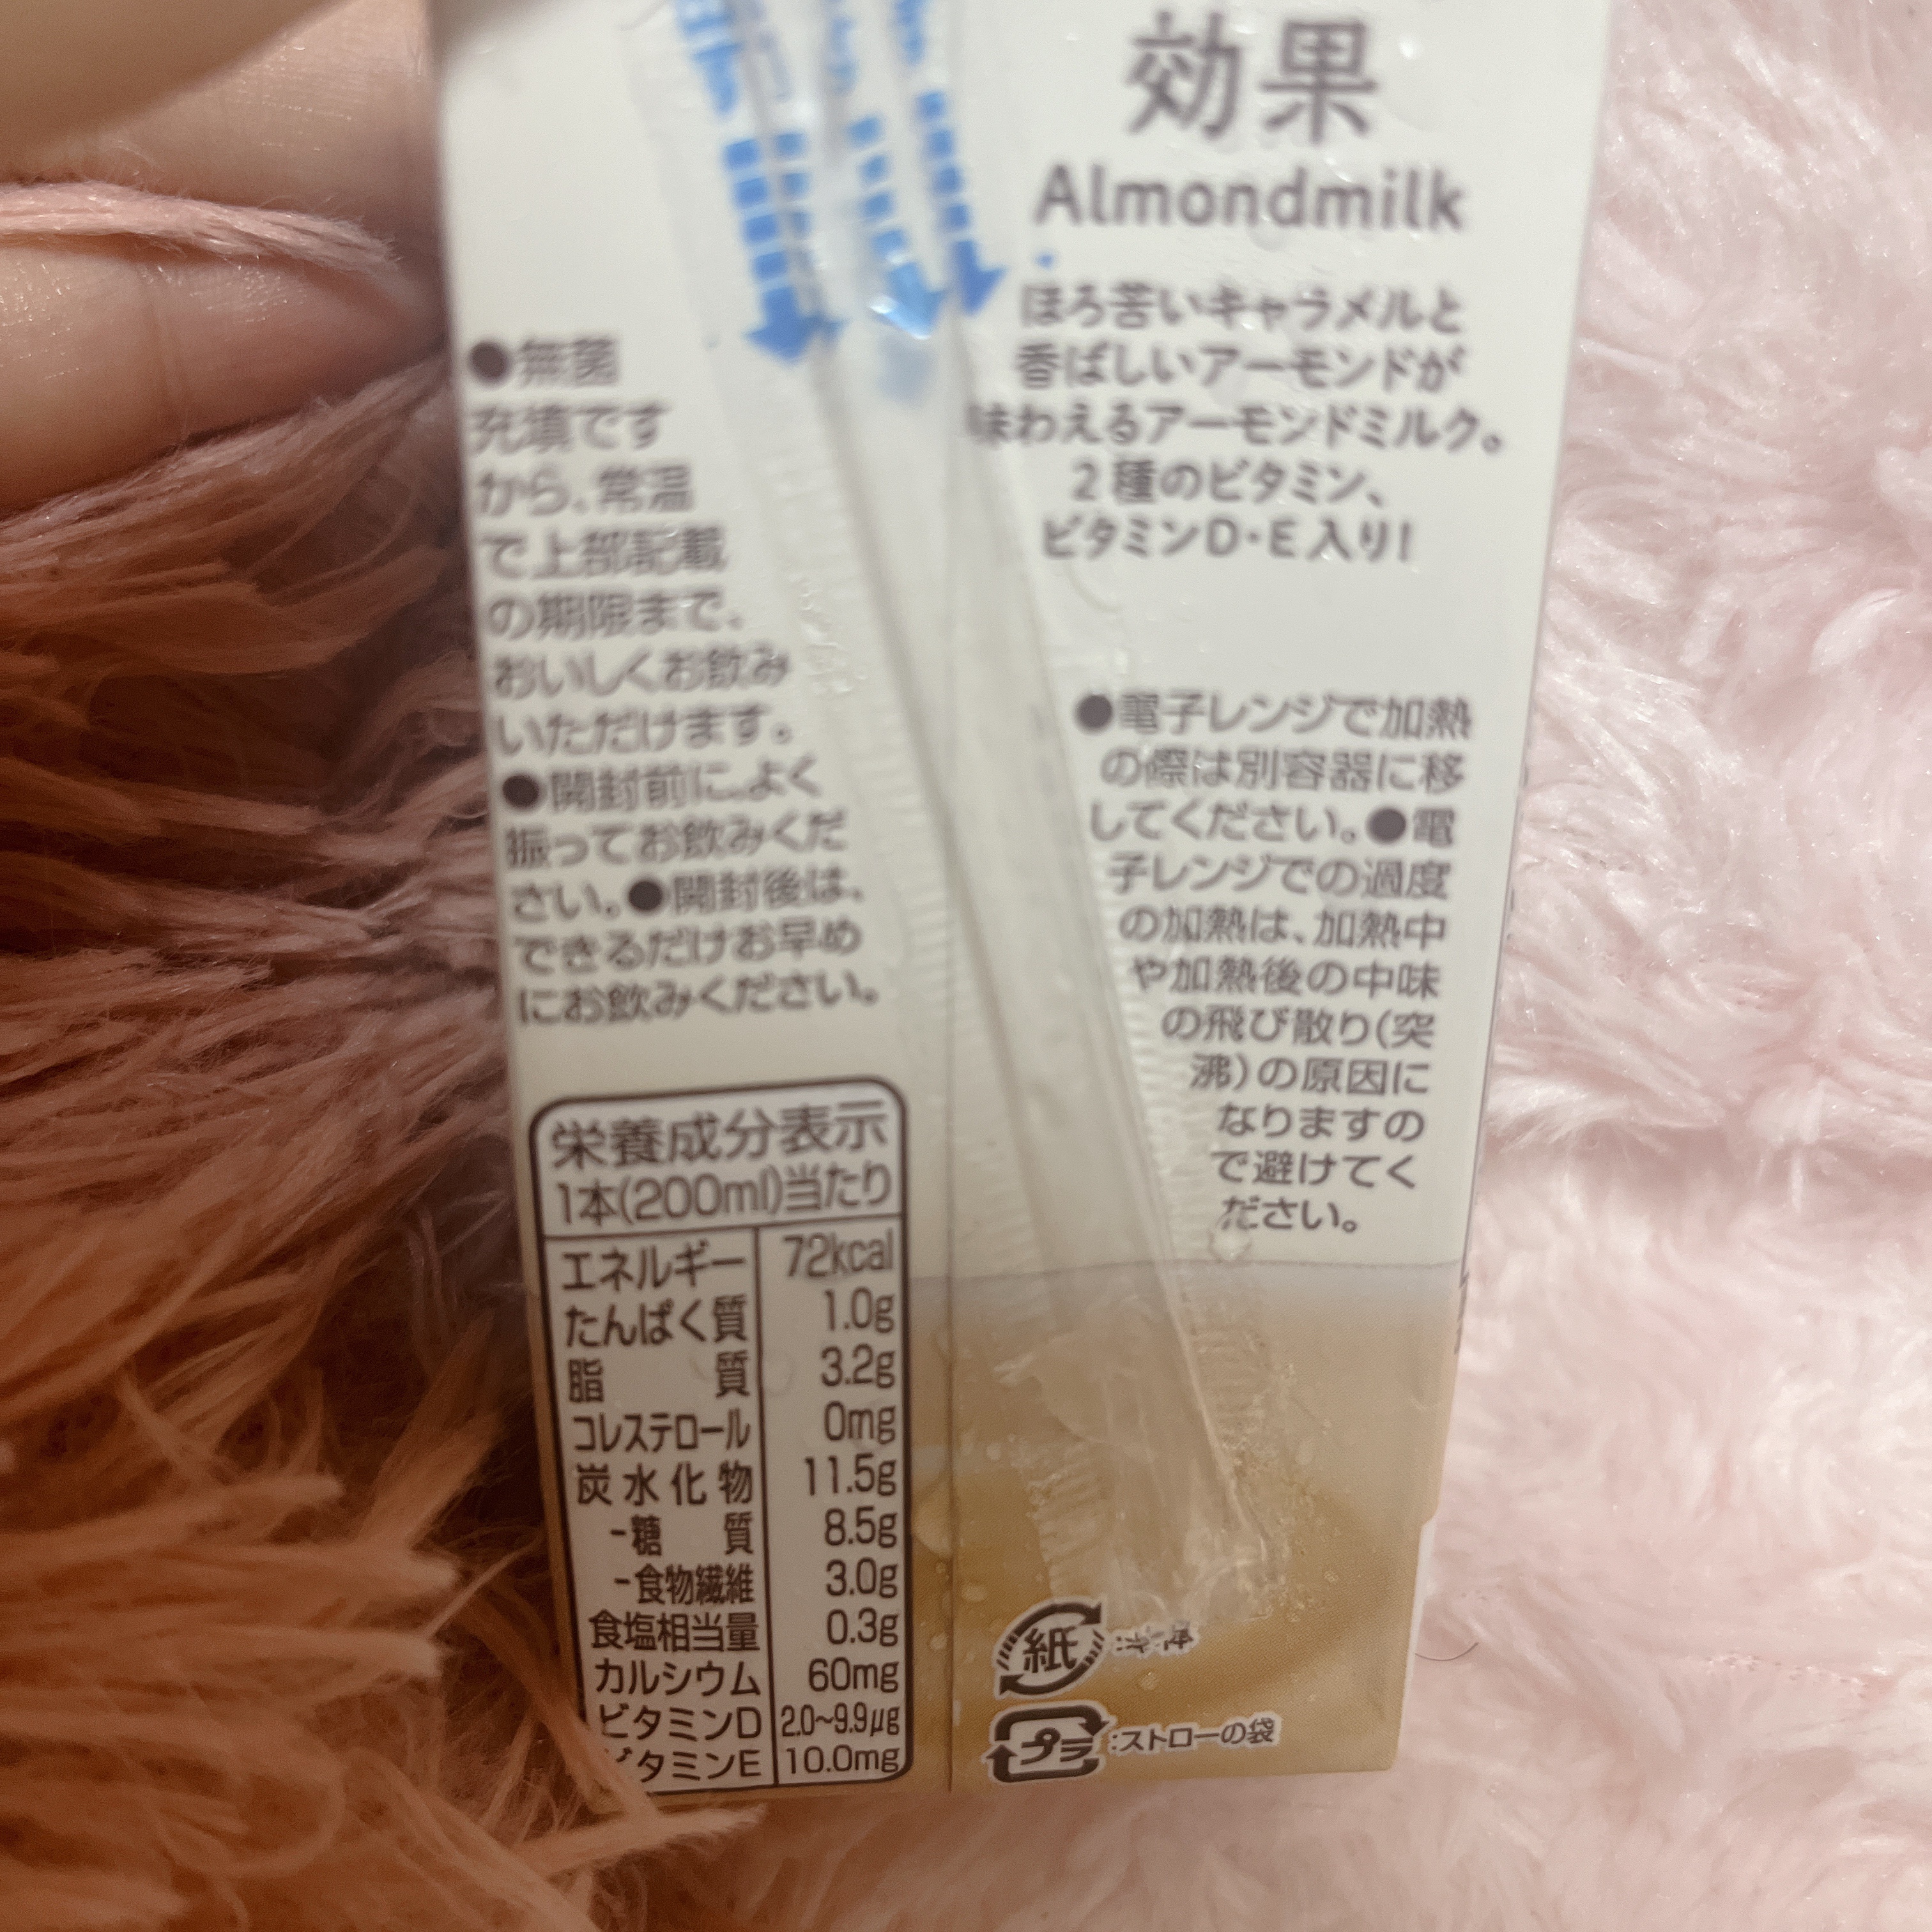 効果
Almondmilk
ほろ苦いキャラメルと
香ばしいアーモンドが
味わえるアーモンドミルク。
2種のビタミン、
ビタミンD・E入り!
●無菌
充填です
から、常温
で上部記載
の期限まで、
おいしくお飲み
いただけます。
●開封前に、よく
振ってお飲みくだ
さい。●開封後は、
できるだけお早め
にお飲みください。
●電子レンジで加熱
の際は別容器に移
してください。●電
子レンジでの過度
の加熱は、加熱中
や加熱後の中味
の飛び散り(突
沸)の原因に
なりますの
で避けてく
ださい。
栄養成分表示
1本(200ml)当たり
エネルギー 72kcal
たんぱく質 1.0g
脂質 3.2g
コレステロール 0mg
炭水化物 11.5g
-糖質 8.5g
-食物繊維 3.0g
食塩相当量 0.3g
カルシウム 60mg
ビタミンD 2.0~9.9μg
ビタミンE 10.0mg
紙
プラ :ストローの袋